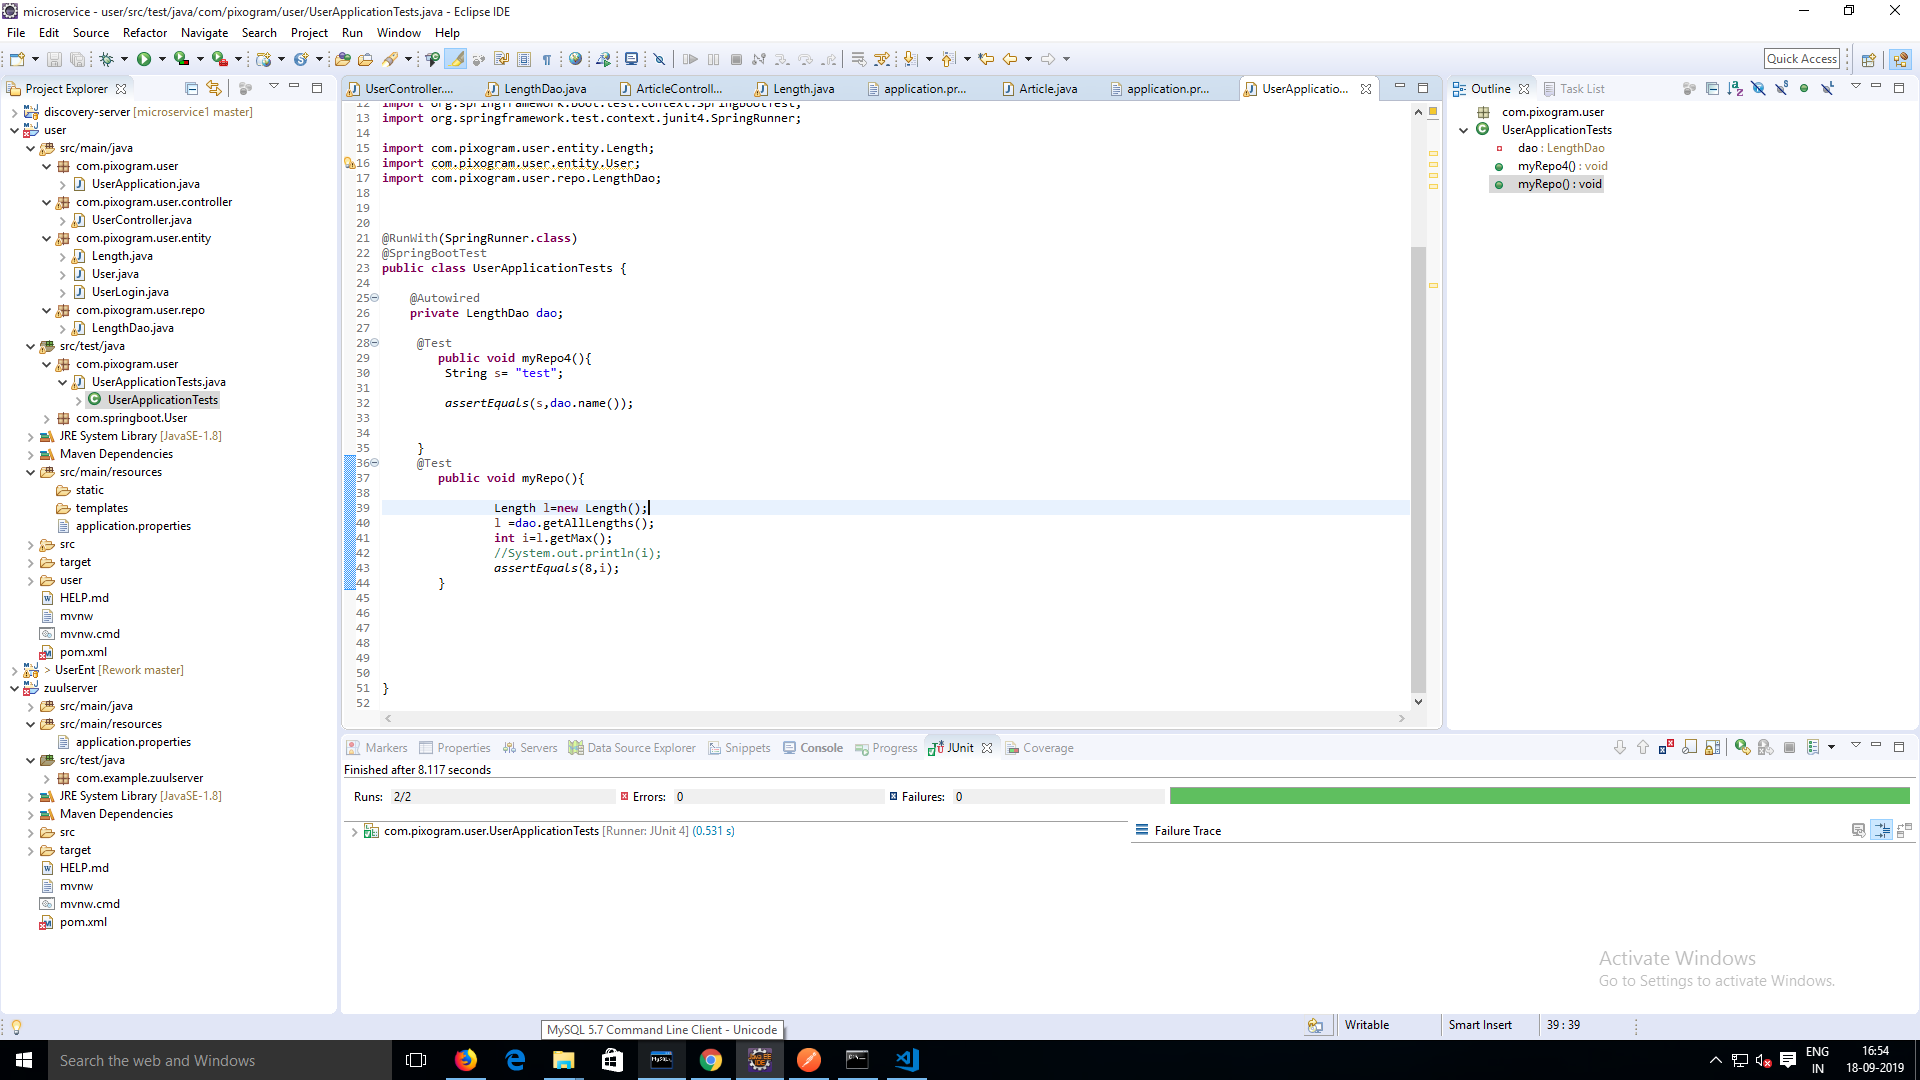 microservice - user/src/test/java/com/pixogram/user/UserApplicationTests.java - Eclipse IDE
File Edit Source Refactor Navigate Search Project Run Window Help
Quick Access
Project Explorer
discovery-server [microservice1 master]
user
src/main/java
com.pixogram.user
UserApplication.java
com.pixogram.user.controller
UserController.java
com.pixogram.user.entity
Length.java
User.java
UserLogin.java
com.pixogram.user.repo
LengthDao.java
src/test/java
com.pixogram.user
UserApplicationTests.java
UserApplicationTests
com.springboot.User
JRE System Library [JavaSE-1.8]
Maven Dependencies
src/main/resources
static
templates
application.properties
src
target
user
HELP.md
mvnw
mvnw.cmd
pom.xml
> UserEnt [Rework master]
zuulserver
src/main/java
src/main/resources
application.properties
src/test/java
com.example.zuulserver
JRE System Library [JavaSE-1.8]
Maven Dependencies
src
target
HELP.md
mvnw
mvnw.cmd
pom.xml
UserController.... LengthDao.java ArticleControll... Length.java application.pr... Article.java application.pr... UserApplicatio...
12 import org.springframework.boot.test.context.SpringBootTest;
13 import org.springframework.test.context.junit4.SpringRunner;
14
15 import com.pixogram.user.entity.Length;
16 import com.pixogram.user.entity.User;
17 import com.pixogram.user.repo.LengthDao;
18
19
20
21 @RunWith(SpringRunner.class)
22 @SpringBootTest
23 public class UserApplicationTests {
24
25 @Autowired
26 private LengthDao dao;
27
28 @Test
29 public void myRepo4(){
30 String s= "test";
31
32 assertEquals(s,dao.name());
33
34
35 }
36 @Test
37 public void myRepo(){
38
39 Length l=new Length();
40 l =dao.getAllLengths();
41 int i=l.getMax();
42 //System.out.println(i);
43 assertEquals(8,i);
44 }
45
46
47
48
49
50
51 }
52
Outline Task List
com.pixogram.user
UserApplicationTests
dao : LengthDao
myRepo4() : void
myRepo() : void
Markers Properties Servers Data Source Explorer Snippets Console Progress JUnit Coverage
Finished after 8.117 seconds
Runs: 2/2 Errors: 0 Failures: 0
com.pixogram.user.UserApplicationTests [Runner: JUnit 4] (0.531 s)
Failure Trace
Activate Windows
Go to Settings to activate Windows.
MySQL 5.7 Command Line Client - Unicode
Writable Smart Insert 39 : 39
Search the web and Windows
ENG
IN
16:54
18-09-2019